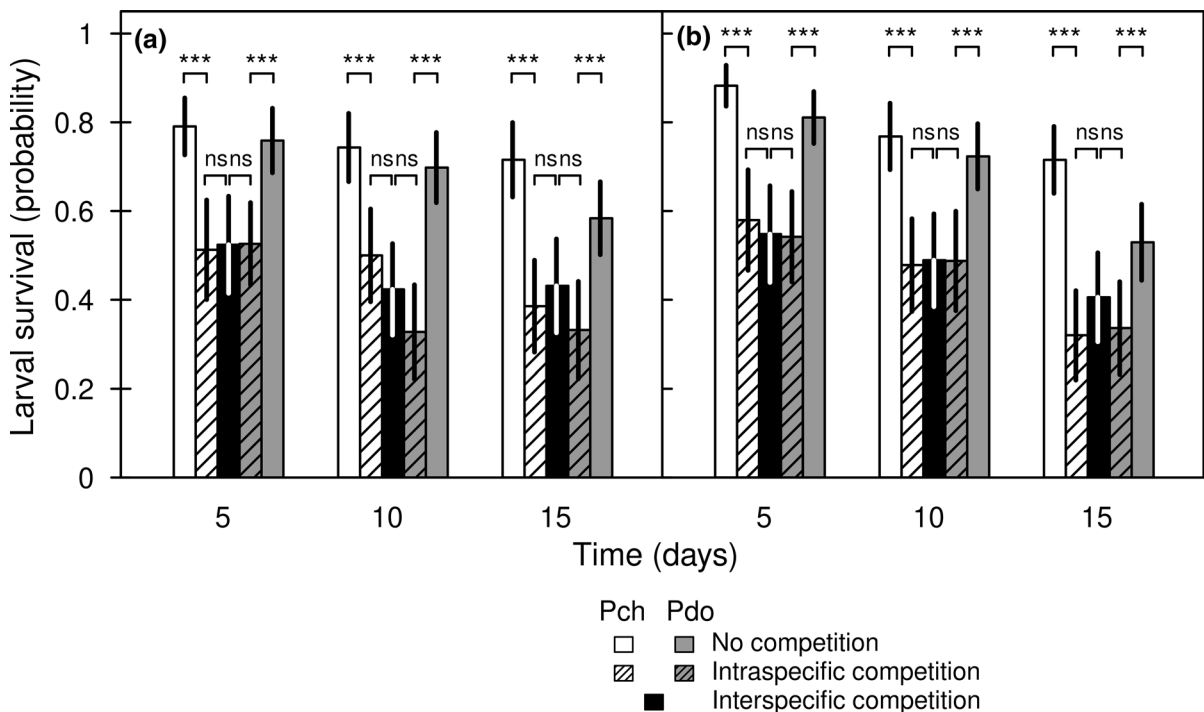 Larval survival (probability)
1
0.8
0.6
0.4
0.2
0
(a)
*** *** *** *** *** ***
ns ns ns ns ns ns
(b)
*** *** *** *** *** ***
ns ns ns ns ns ns
5 10 15 5 10 15
Time (days)
Pch Pdo
No competition
Intraspecific competition
Interspecific competition